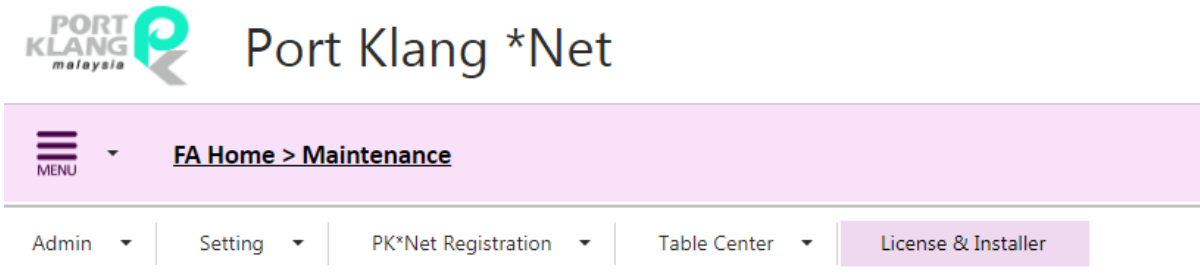 PORT
KLANG
malaysia
Port Klang *Net
MENU
FA Home > Maintenance
Admin Setting PK*Net Registration Table Center License & Installer